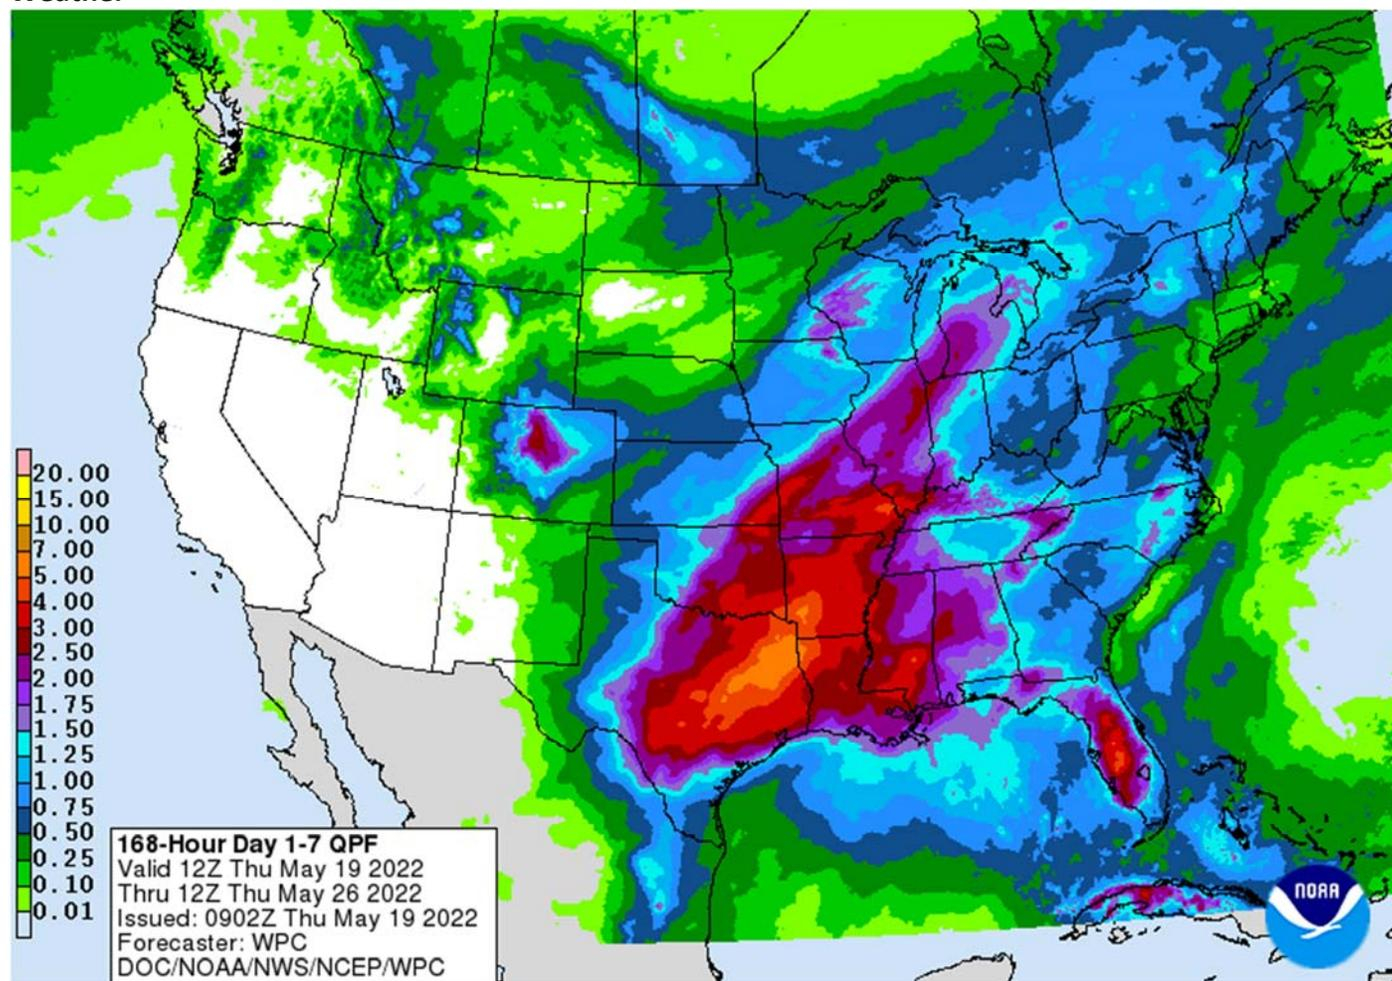 20.00
15.00
10.00
7.00
5.00
4.00
3.00
2.50
2.00
1.75
1.50
1.25
1.00
0.75
0.50
0.25
0.10
0.01
168-Hour Day 1-7 QPF
Valid 12Z Thu May 19 2022
Thru 12Z Thu May 26 2022
Issued: 0902Z Thu May 19 2022
Forecaster: WPC
DOC/NOAA/NWS/NCEP/WPC
NOAA